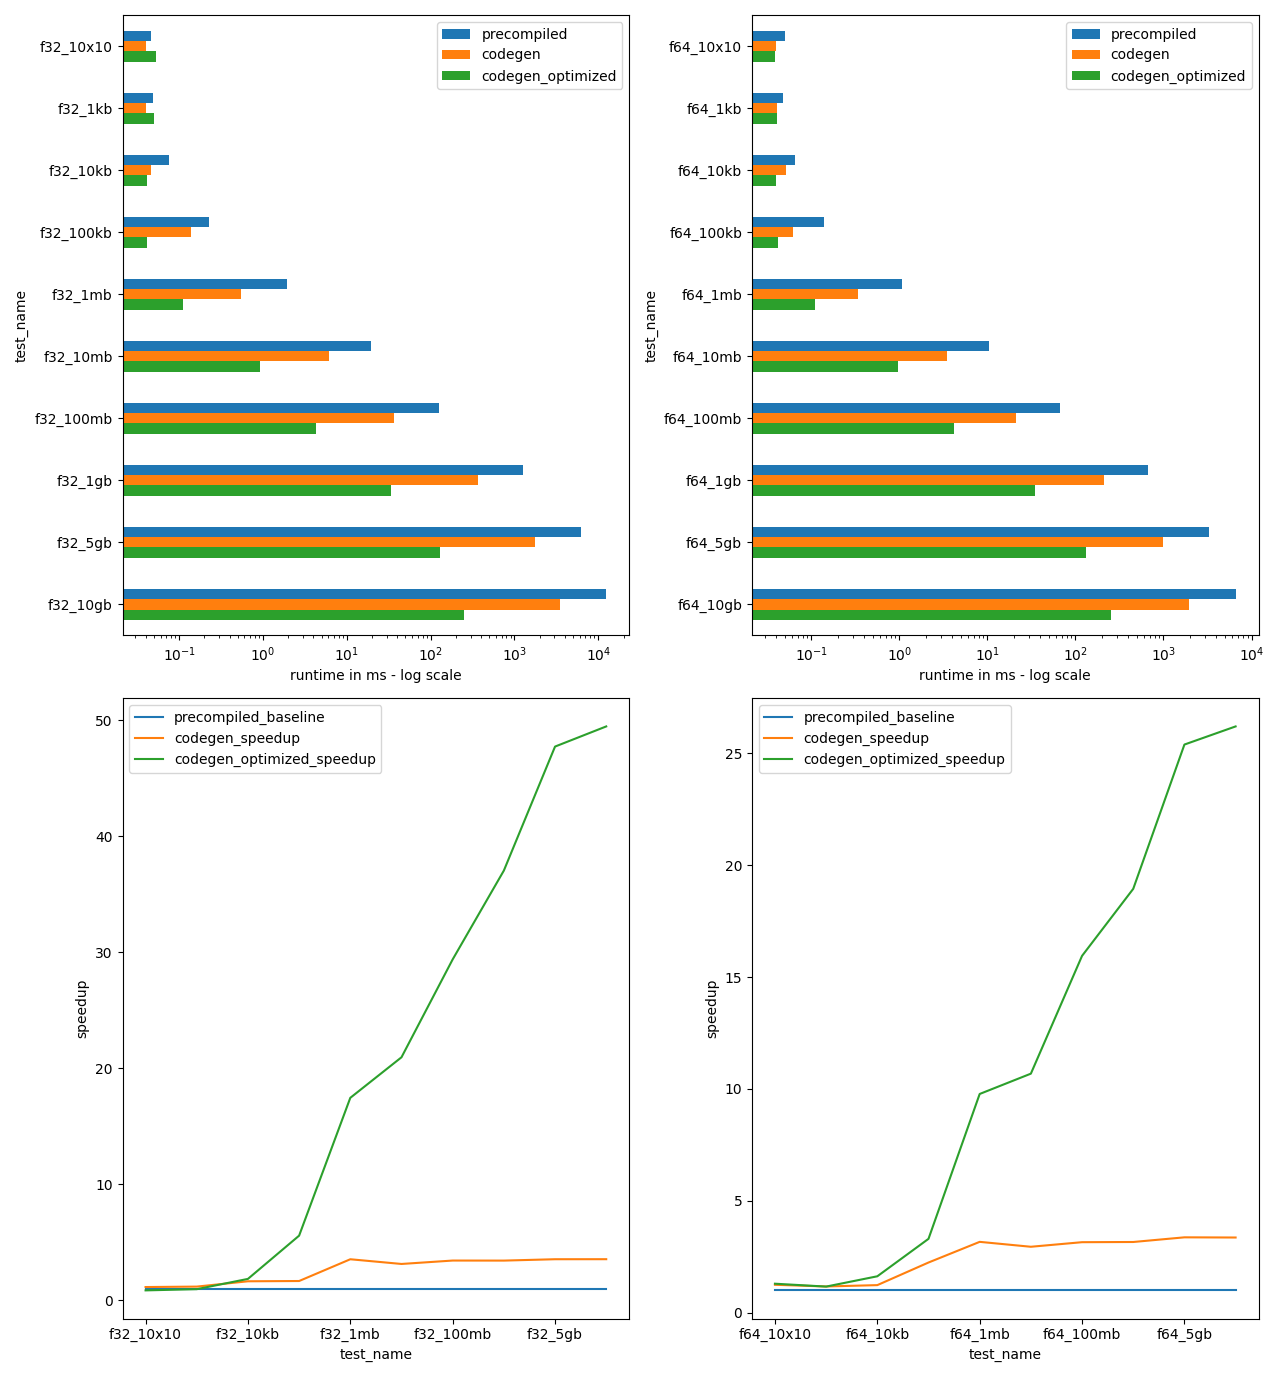 f32_10x10
f32_1kb
f32_10kb
f32_100kb
f32_1mb
f32_10mb
f32_100mb
f32_1gb
f32_5gb
f32_10gb
test_name
precompiled
codegen
codegen_optimized
10^-1
10^0
10^1
10^2
10^3
10^4
runtime in ms - log scale
f64_10x10
f64_1kb
f64_10kb
f64_100kb
f64_1mb
f64_10mb
f64_100mb
f64_1gb
f64_5gb
f64_10gb
test_name
precompiled
codegen
codegen_optimized
10^-1
10^0
10^1
10^2
10^3
10^4
runtime in ms - log scale
precompiled_baseline
codegen_speedup
codegen_optimized_speedup
50
40
30
20
10
0
speedup
f32_10x10
f32_10kb
f32_1mb
f32_100mb
f32_5gb
test_name
precompiled_baseline
codegen_speedup
codegen_optimized_speedup
25
20
15
10
5
0
speedup
f64_10x10
f64_10kb
f64_1mb
f64_100mb
f64_5gb
test_name